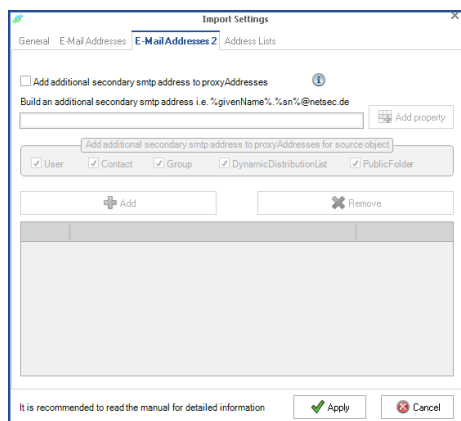 Import Settings
General E-Mail Addresses E-Mail Addresses 2 Address Lists
Add additional secondary smtp address to proxyAddresses
Build an additional secondary smtp address i.e. %givenName%.%sn%@netsec.de
Add property
Add additional secondary smtp address to proxyAddresses for source object
User Contact Group DynamicDistributionList PublicFolder
Add Remove
It is recommended to read the manual for detailed information Apply Cancel